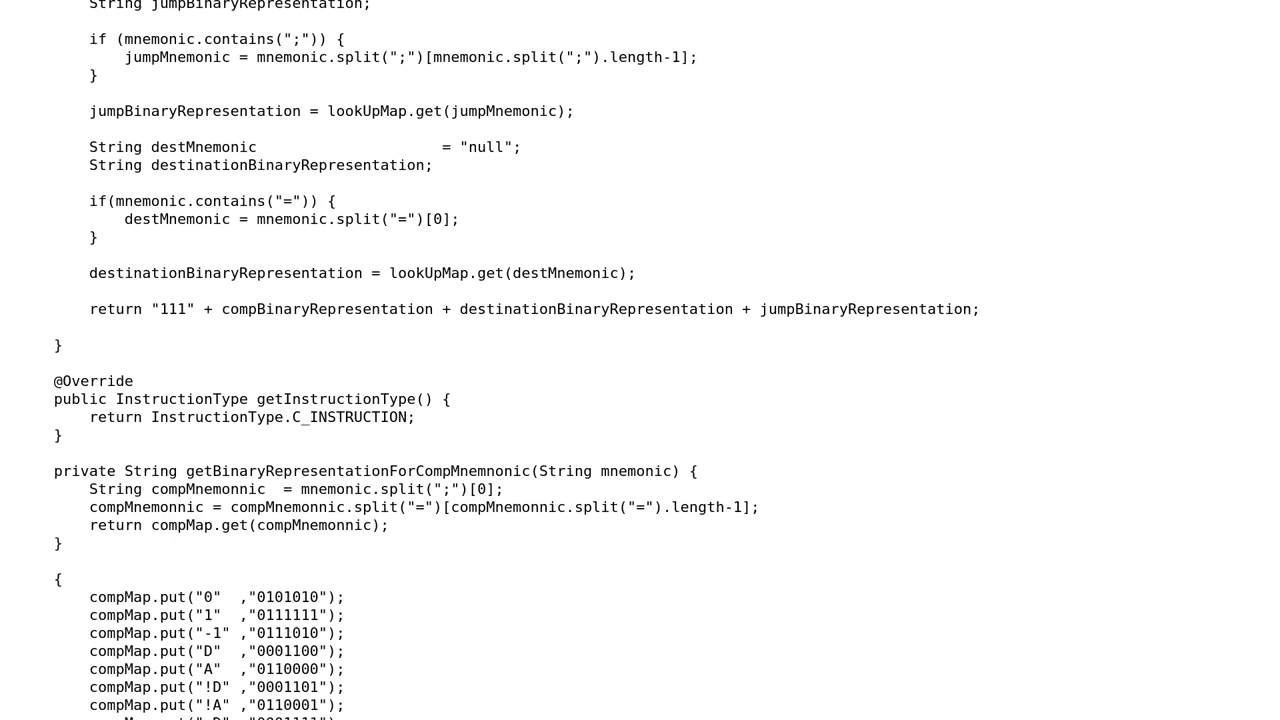 String jumpBinaryRepresentation;
if (mnemonic.contains(";")) {
jumpMnemonic = mnemonic.split(";")[mnemonic.split(";").length-1];
}
jumpBinaryRepresentation = lookUpMap.get(jumpMnemonic);
String destMnemonic                     = "null";
String destinationBinaryRepresentation;
if(mnemonic.contains("=")) {
destMnemonic = mnemonic.split("=")[0];
}
destinationBinaryRepresentation = lookUpMap.get(destMnemonic);
return "111" + compBinaryRepresentation + destinationBinaryRepresentation + jumpBinaryRepresentation;
}
@Override
public InstructionType getInstructionType() {
return InstructionType.C_INSTRUCTION;
}
private String getBinaryRepresentationForCompMnemnonic(String mnemonic) {
String compMnemonnic  = mnemonic.split(";")[0];
compMnemonnic = compMnemonnic.split("=")[compMnemonnic.split("=").length-1];
return compMap.get(compMnemonnic);
}
{
compMap.put("0"  ,"0101010");
compMap.put("1"  ,"0111111");
compMap.put("-1" ,"0111010");
compMap.put("D"  ,"0001100");
compMap.put("A"  ,"0110000");
compMap.put("!D" ,"0001101");
compMap.put("!A" ,"0110001");